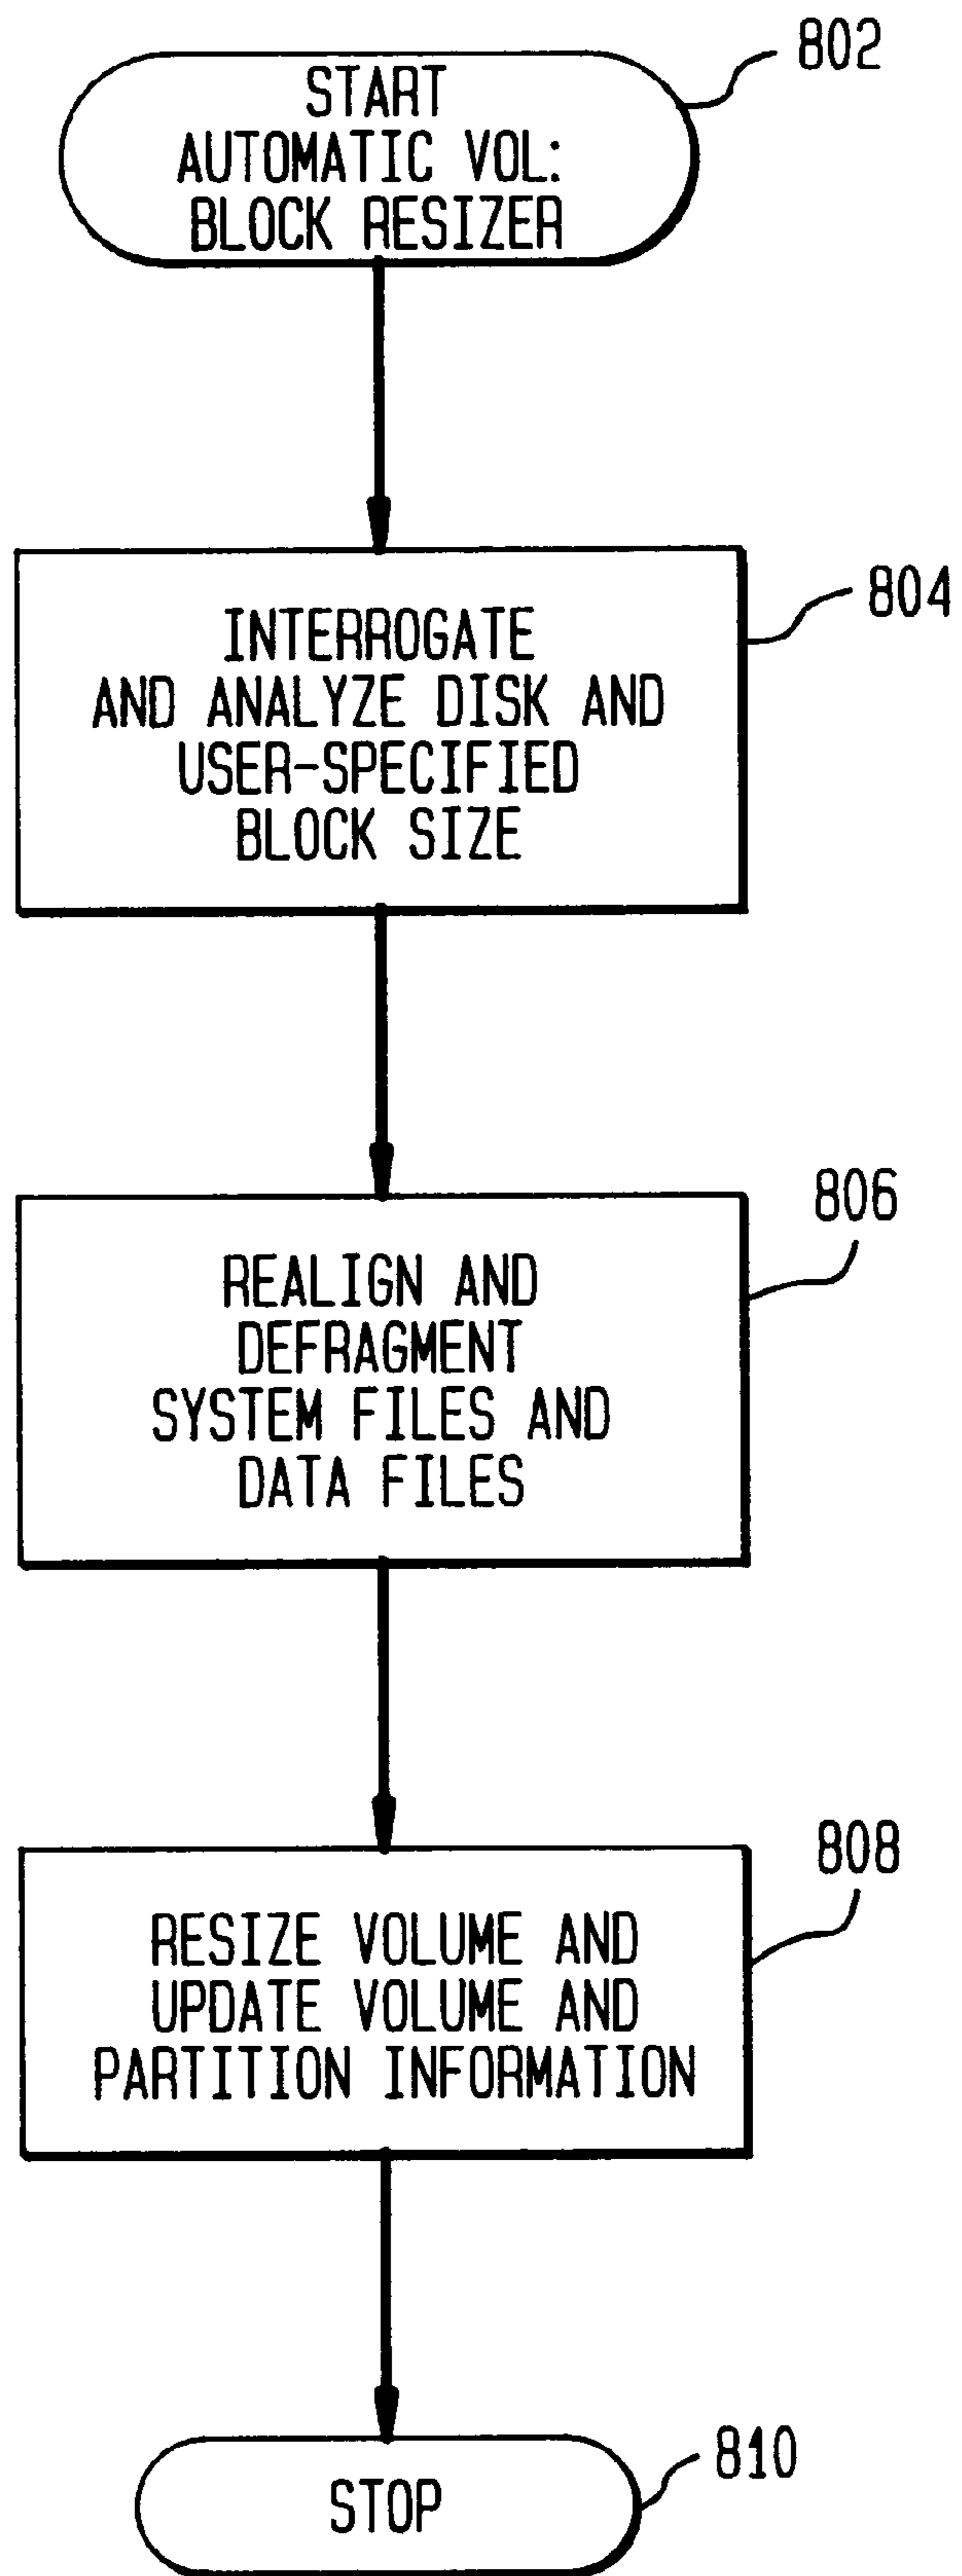 802
START
AUTOMATIC VOL:
BLOCK RESIZER
804
INTERROGATE
AND ANALYZE DISK AND
USER-SPECIFIED
BLOCK SIZE
806
REALIGN AND
DEFRAGMENT
SYSTEM FILES AND
DATA FILES
808
RESIZE VOLUME AND
UPDATE VOLUME AND
PARTITION INFORMATION
810
STOP